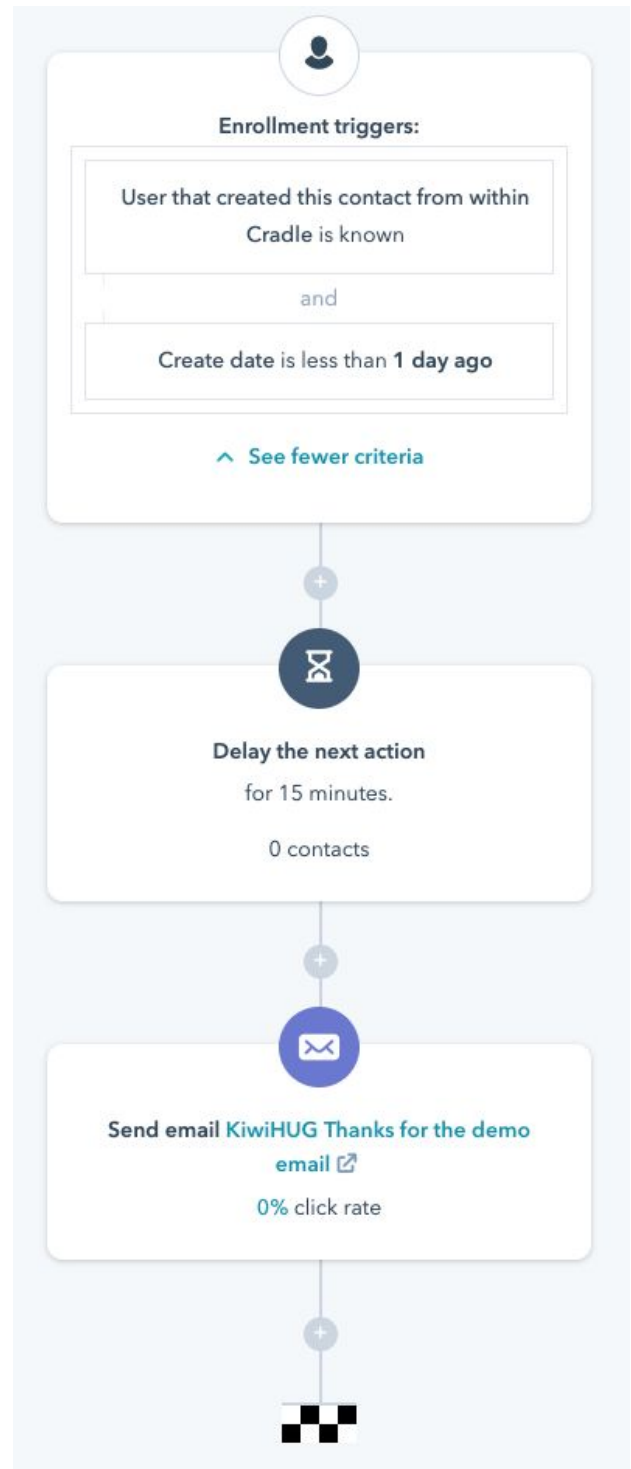 Enrollment triggers:
User that created this contact from within
Cradle is known
and
Create date is less than 1 day ago
See fewer criteria
Delay the next action
for 15 minutes.
0 contacts
Send email KiwiHUG Thanks for the demo
email
0% click rate